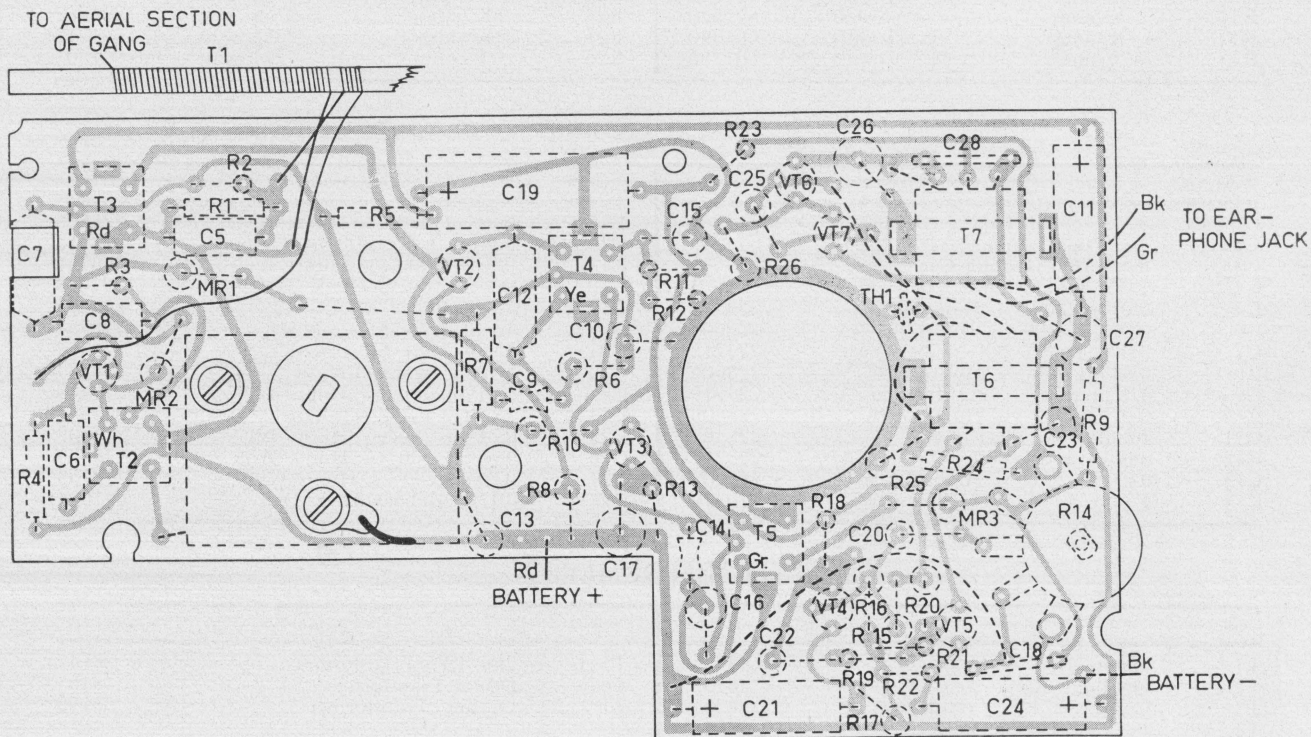 TO AERIAL SECTION
OF GANG
T1
R23
C26
C28
R2
T3
Rd
R1
C5
R5
C19
C25
VT6
C15
VT7
T7
C11
Bk
Gr
TO EAR-
PHONE JACK
C7
R3
MR1
VT2
C12
T4
Ye
R11
R12
R26
TH1
C8
C10
C27
VT1
MR2
R7
C9
R6
T6
R9
Wh
T2
R4
C6
R10
VT3
C23
R24
R25
R8
R13
R18
MR3
R14
C13
C17
C14
T5
Gr.
C20
Rd
BATTERY +
C16
VT4
R16
R20
VT5
R15
C22
R21
C18
R19
R22
Bk
BATTERY -
C21
R17
C24
+
+
+
+